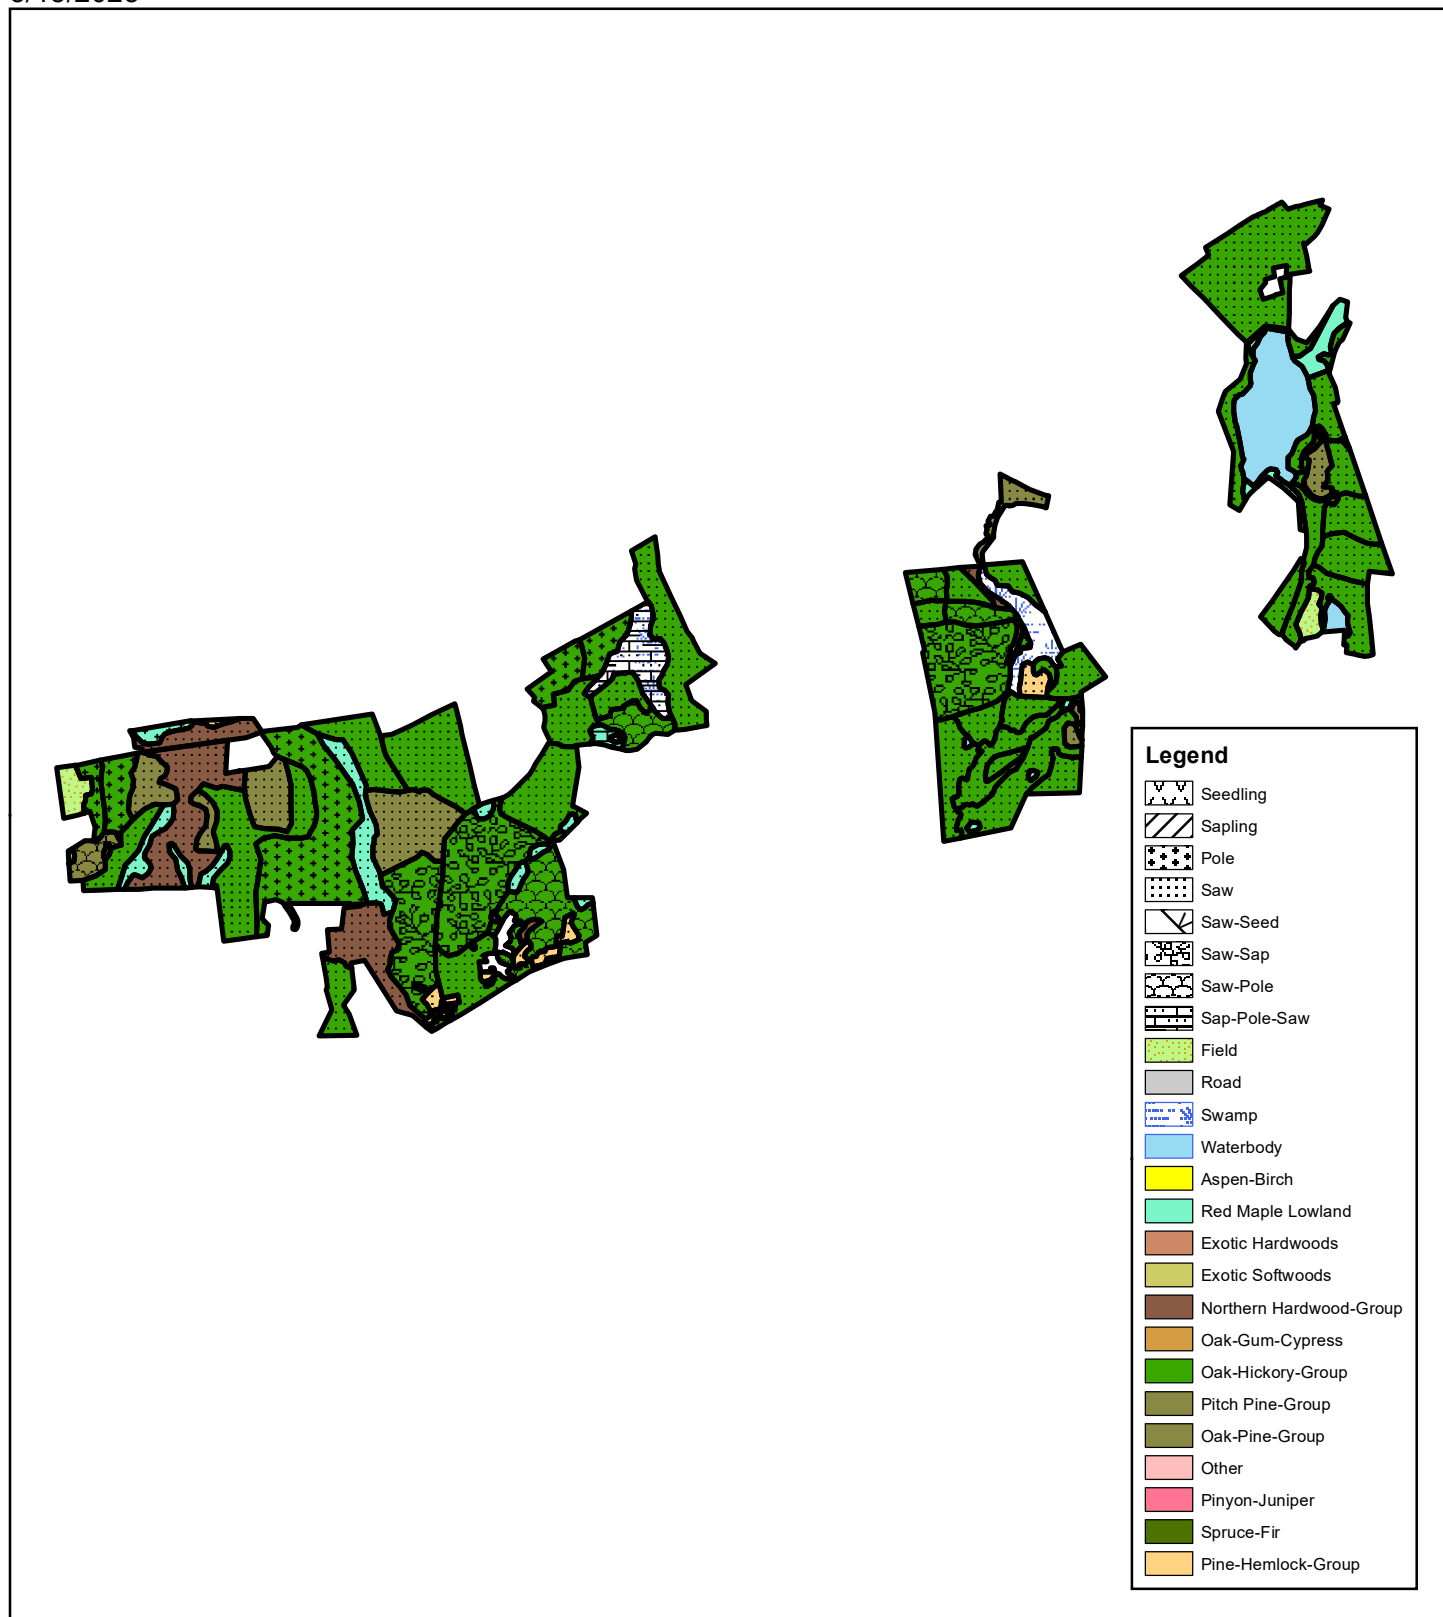 Legend
Seedling
Sapling
Pole
Saw
Saw-Seed
Saw-Sap
Saw-Pole
Sap-Pole-Saw
Field
Road
Swamp
Waterbody
Aspen-Birch
Red Maple Lowland
Exotic Hardwoods
Exotic Softwoods
Northern Hardwood-Group
Oak-Gum-Cypress
Oak-Hickory-Group
Pitch Pine-Group
Oak-Pine-Group
Other
Pinyon-Juniper
Spruce-Fir
Pine-Hemlock-Group